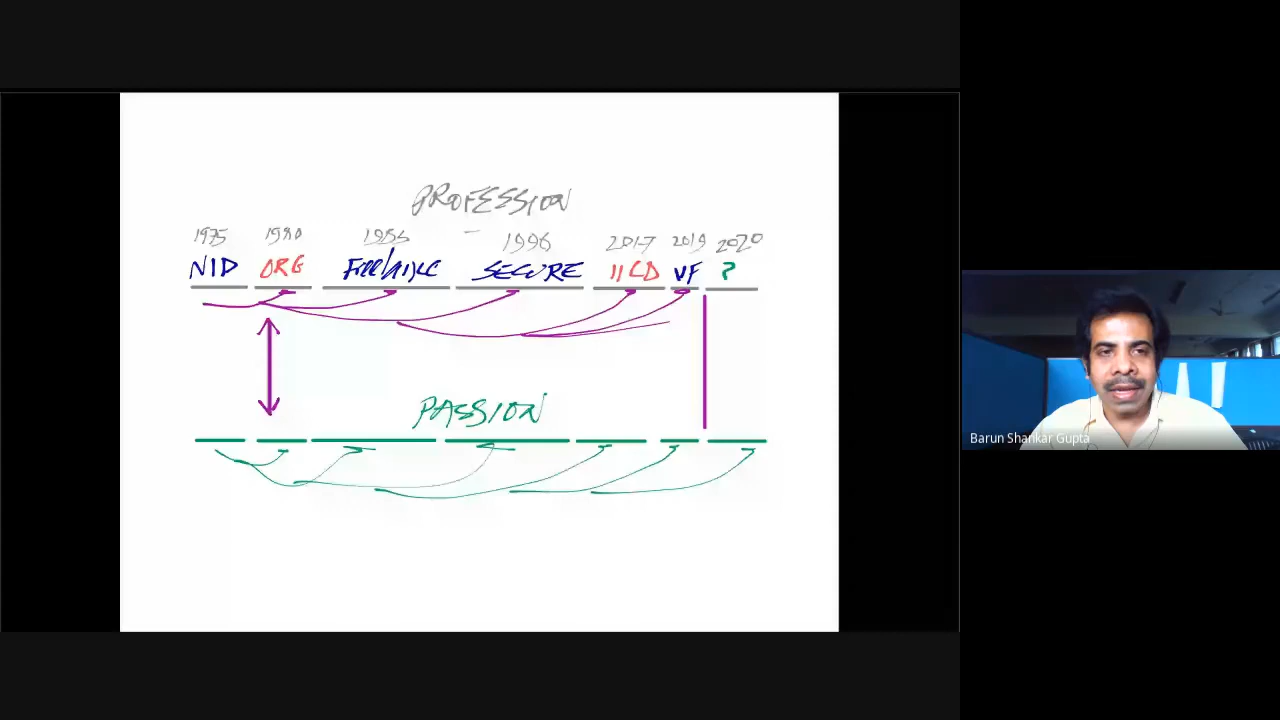 PROFESSION
1975 1980 1986 1996 2017 2019 2020
NID ORG Freelance SECURE IICD VF ?
PASSION
Barun Shankar Gupta